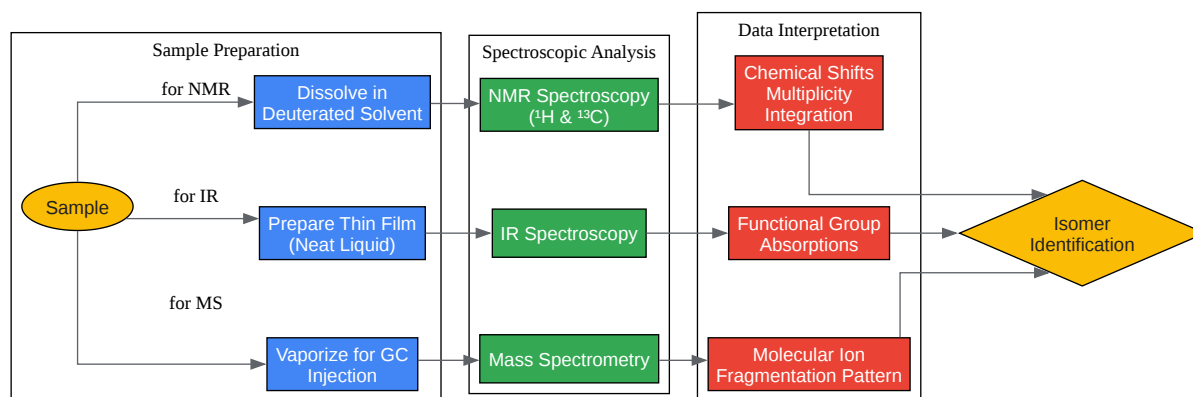 Sample Preparation
Spectroscopic Analysis
Data Interpretation
for NMR
Dissolve in
Deuterated Solvent
NMR Spectroscopy
(¹H & ¹³C)
Chemical Shifts
Multiplicity
Integration
Sample
for IR
Prepare Thin Film
(Neat Liquid)
IR Spectroscopy
Functional Group
Absorptions
Isomer
Identification
for MS
Vaporize for GC
Injection
Mass Spectrometry
Molecular Ion
Fragmentation Pattern